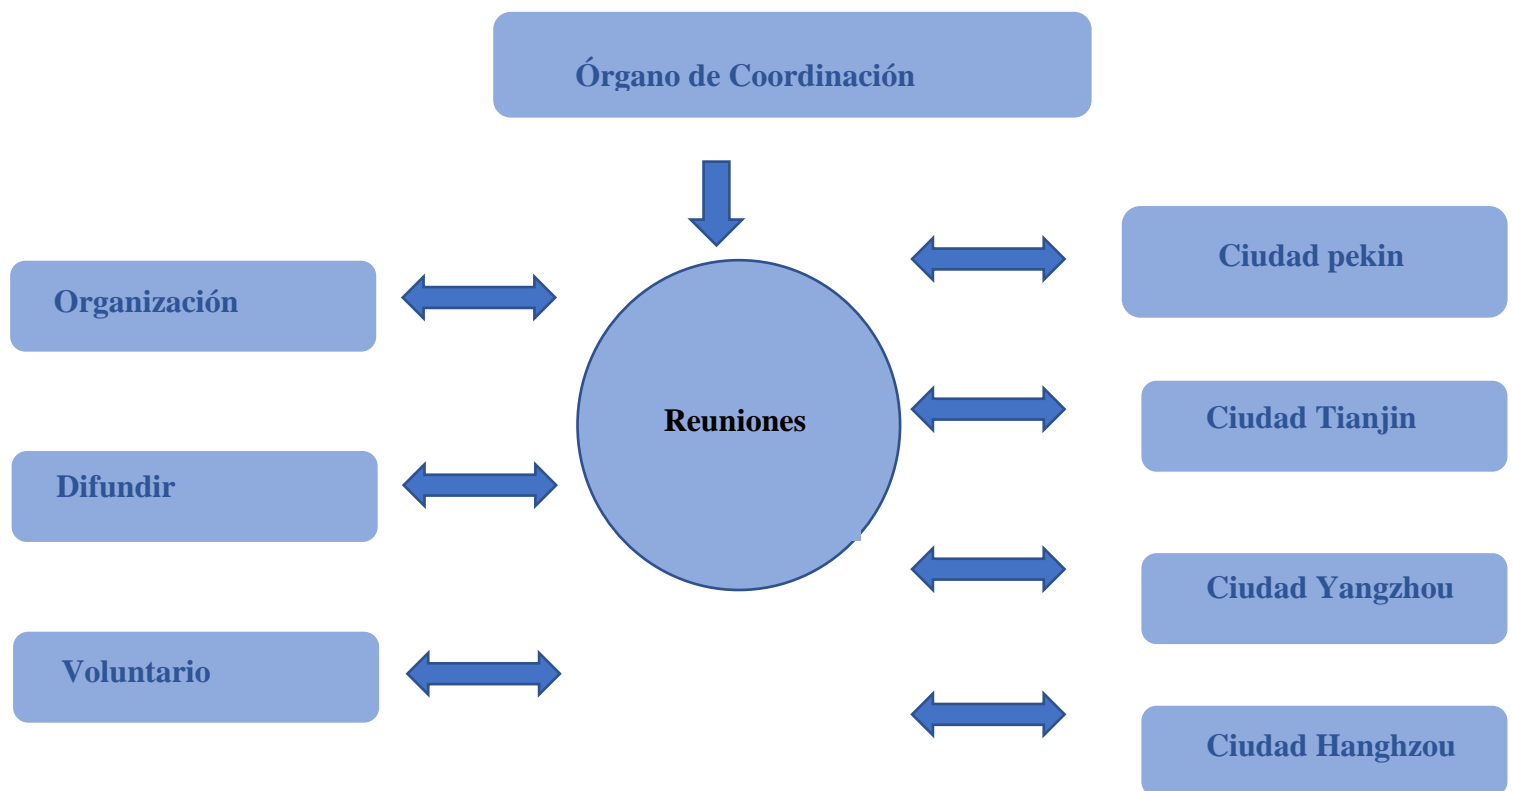 Órgano de Coordinación
Ciudad pekin
Organización
Reuniones
Ciudad Tianjin
Difundir
Ciudad Yangzhou
Voluntario
Ciudad Hanghzou